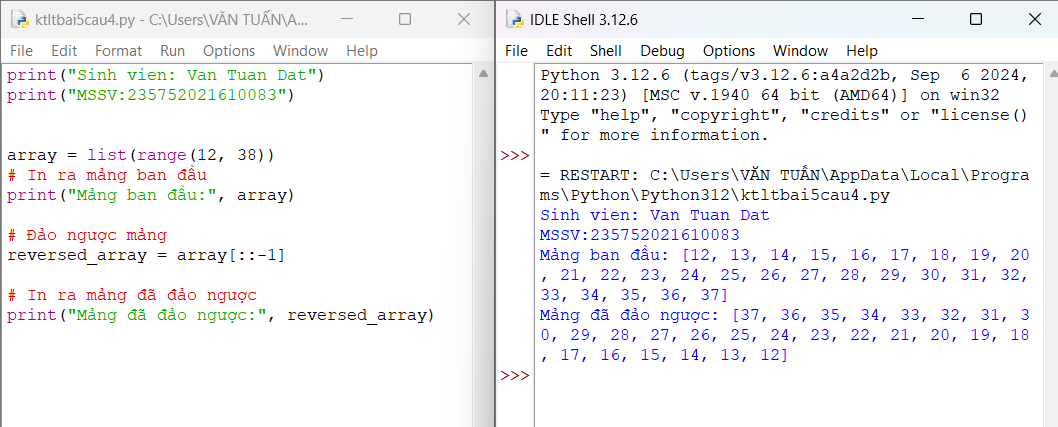 ktltbai5cau4.py - C:\Users\VĂN TUẤN\A...
File Edit Format Run Options Window Help
print("Sinh vien: Van Tuan Dat")
print("MSSV:235752021610083")
array = list(range(12, 38))
# In ra mảng ban đầu
print("Mảng ban đầu:", array)
# Đảo ngược mảng
reversed_array = array[::-1]
# In ra mảng đã đảo ngược
print("Mảng đã đảo ngược:", reversed_array)
IDLE Shell 3.12.6
File Edit Shell Debug Options Window Help
Python 3.12.6 (tags/v3.12.6:a4a2d2b, Sep  6 2024,
20:11:23) [MSC v.1940 64 bit (AMD64)] on win32
Type "help", "copyright", "credits" or "license()
" for more information.
>>>
= RESTART: C:\Users\VĂN TUẤN\AppData\Local\Progra
ms\Python\Python312\ktltbai5cau4.py
Sinh vien: Van Tuan Dat
MSSV:235752021610083
Mảng ban đầu: [12, 13, 14, 15, 16, 17, 18, 19, 20
, 21, 22, 23, 24, 25, 26, 27, 28, 29, 30, 31, 32,
33, 34, 35, 36, 37]
Mảng đã đảo ngược: [37, 36, 35, 34, 33, 32, 31, 3
0, 29, 28, 27, 26, 25, 24, 23, 22, 21, 20, 19, 18
, 17, 16, 15, 14, 13, 12]
>>>